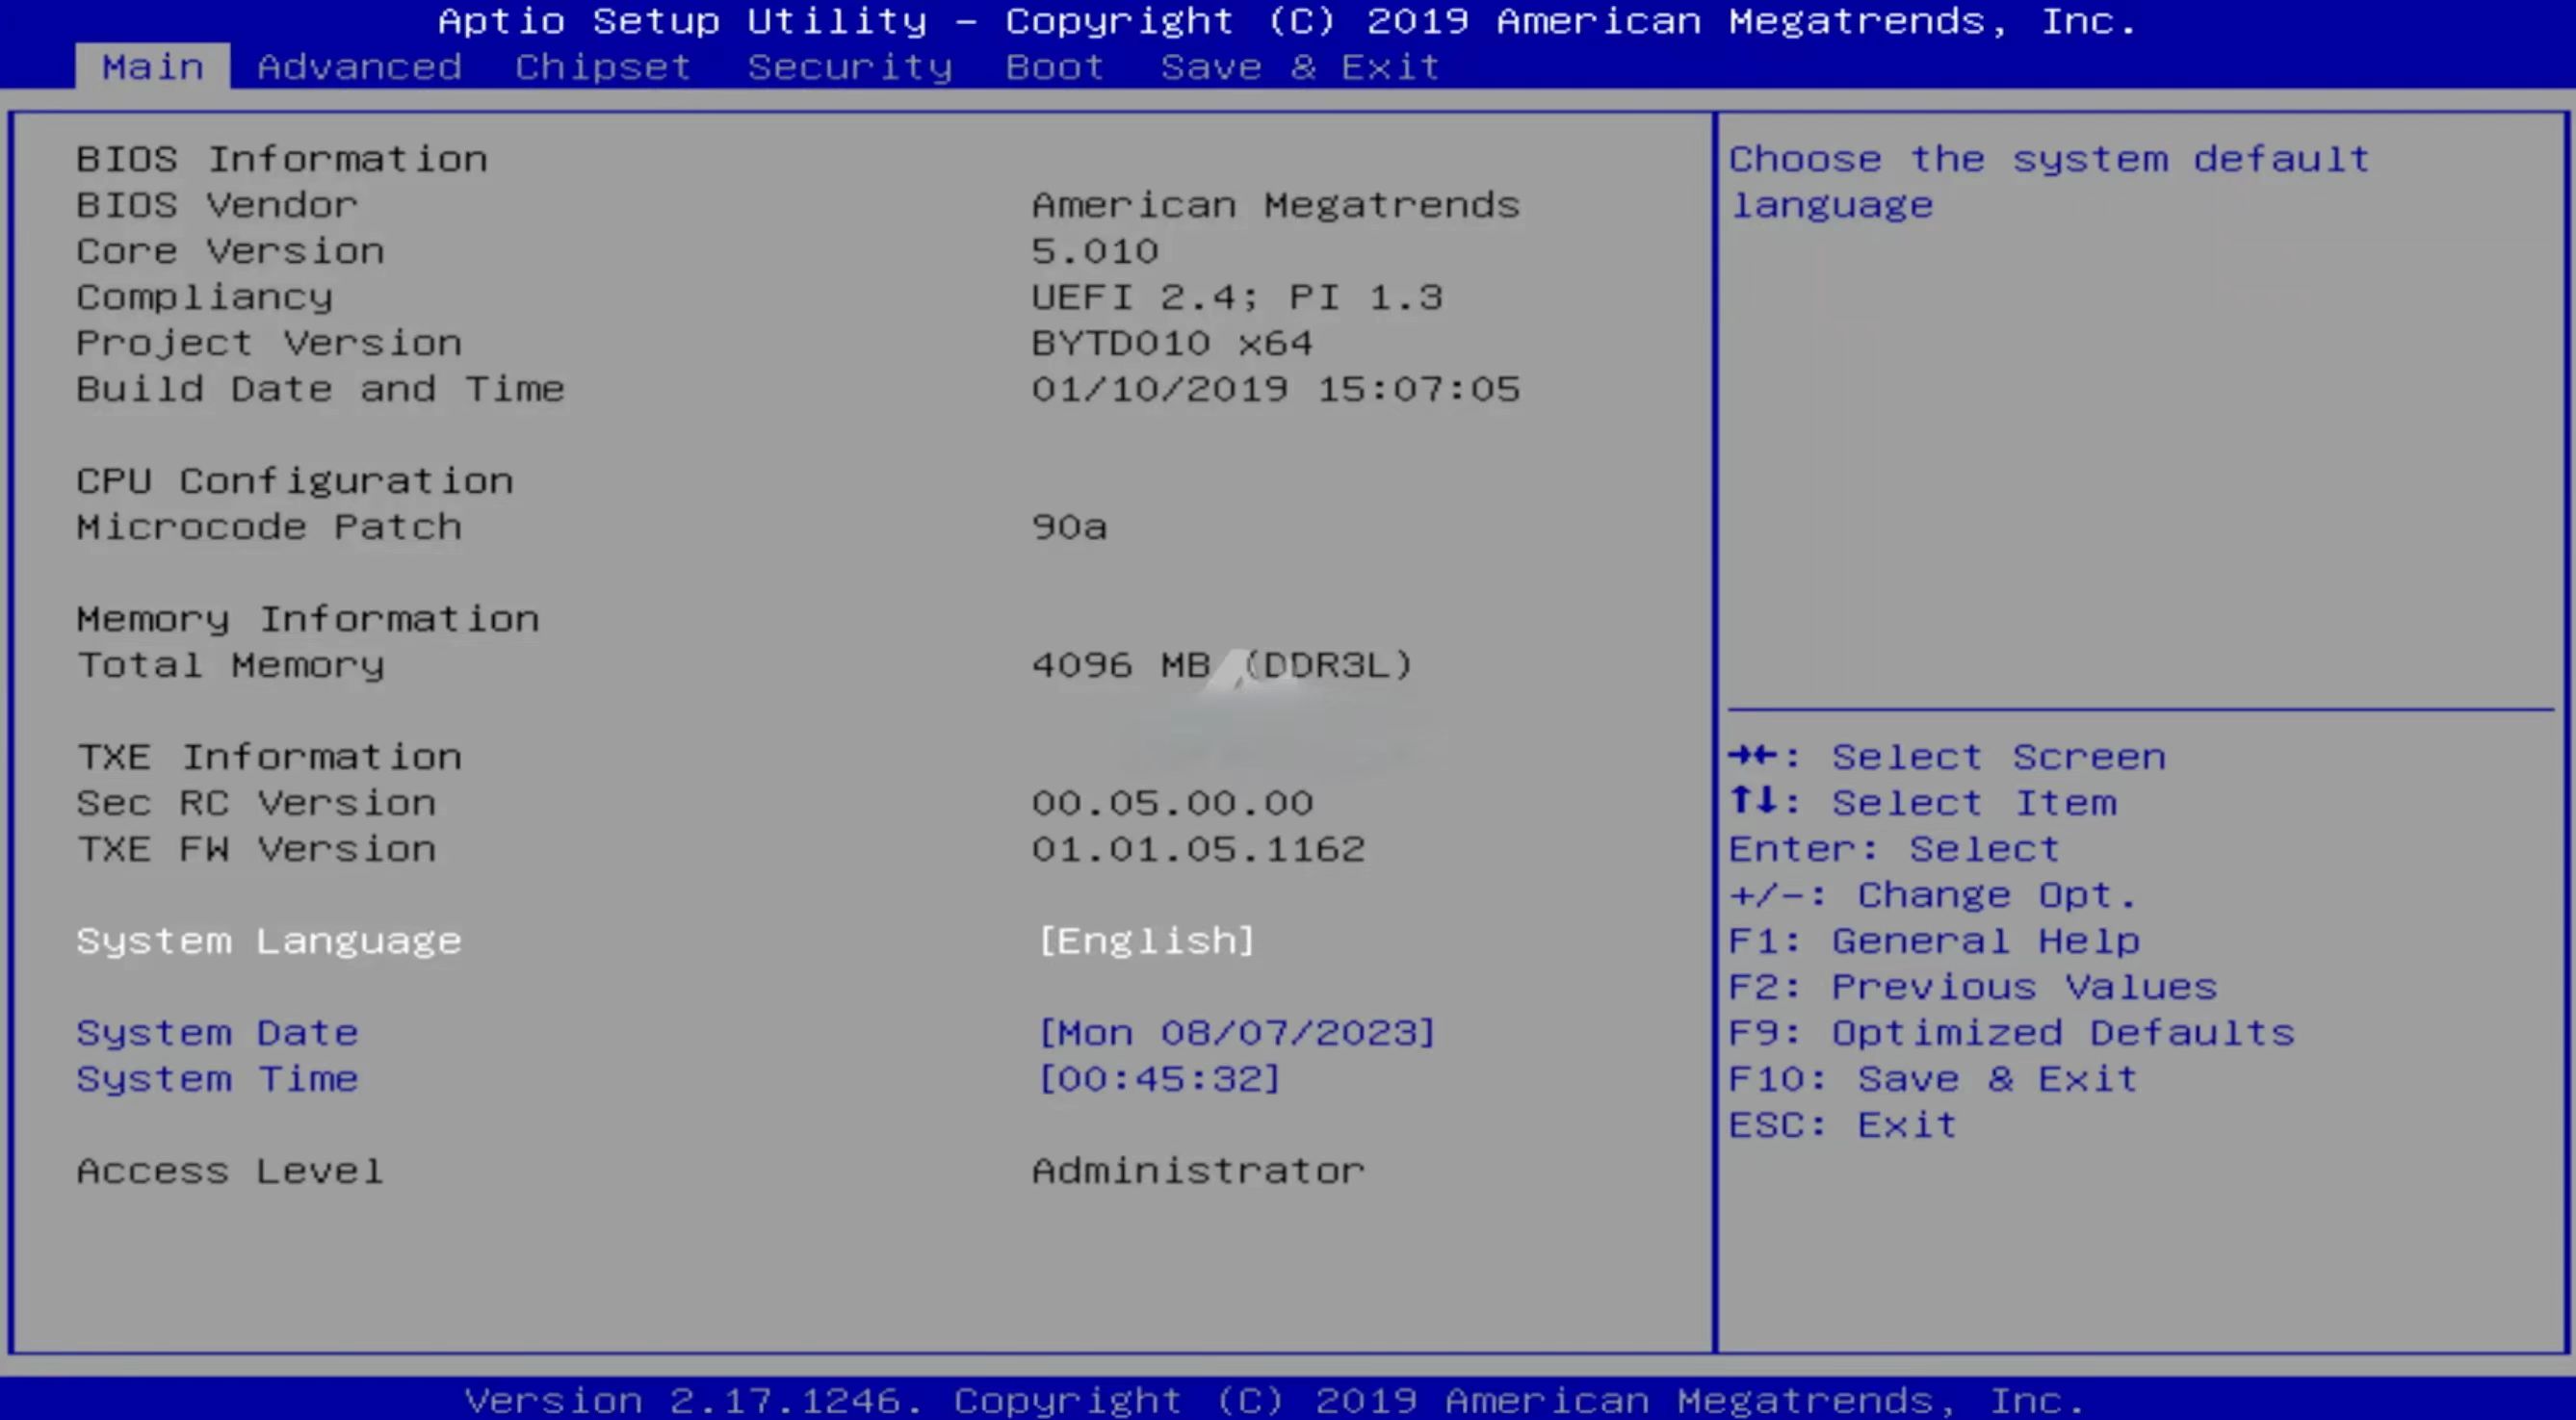 Aptio Setup Utility – Copyright (C) 2019 American Megatrends, Inc.
Main Advanced Chipset Security Boot Save & Exit
BIOS Information
BIOS Vendor American Megatrends
Core Version 5.010
Compliancy UEFI 2.4; PI 1.3
Project Version BYTD010 x64
Build Date and Time 01/10/2019 15:07:05
CPU Configuration
Microcode Patch 90a
Memory Information
Total Memory 4096 MB (DDR3L)
TXE Information
Sec RC Version 00.05.00.00
TXE FW Version 01.01.05.1162
System Language [English]
System Date [Mon 08/07/2023]
System Time [00:45:32]
Access Level Administrator
Choose the system default
language
→←: Select Screen
↑↓: Select Item
Enter: Select
+/-: Change Opt.
F1: General Help
F2: Previous Values
F9: Optimized Defaults
F10: Save & Exit
ESC: Exit
Version 2.17.1246. Copyright (C) 2019 American Megatrends, Inc.